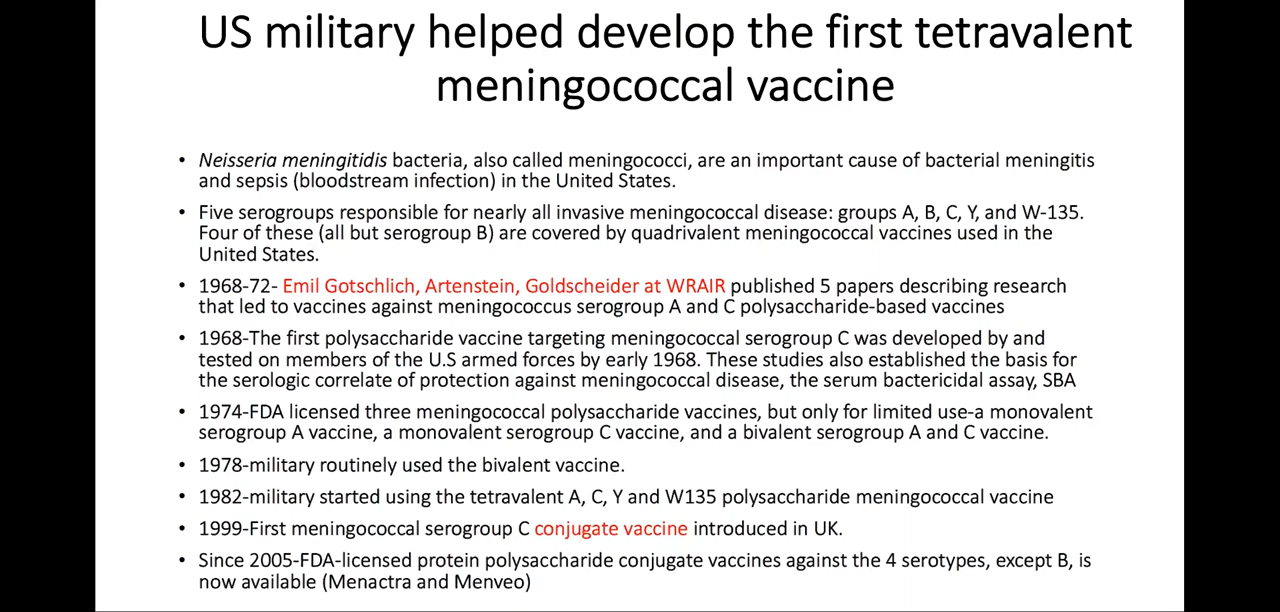 US military helped develop the first tetravalent
meningococcal vaccine
• Neisseria meningitidis bacteria, also called meningococci, are an important cause of bacterial meningitis
and sepsis (bloodstream infection) in the United States.
• Five serogroups responsible for nearly all invasive meningococcal disease: groups A, B, C, Y, and W-135.
Four of these (all but serogroup B) are covered by quadrivalent meningococcal vaccines used in the
United States.
• 1968-72- Emil Gotschlich, Artenstein, Goldscheider at WRAIR published 5 papers describing research
that led to vaccines against meningococcus serogroup A and C polysaccharide-based vaccines
• 1968-The first polysaccharide vaccine targeting meningococcal serogroup C was developed by and
tested on members of the U.S armed forces by early 1968. These studies also established the basis for
the serologic correlate of protection against meningococcal disease, the serum bactericidal assay, SBA
• 1974-FDA licensed three meningococcal polysaccharide vaccines, but only for limited use-a monovalent
serogroup A vaccine, a monovalent serogroup C vaccine, and a bivalent serogroup A and C vaccine.
• 1978-military routinely used the bivalent vaccine.
• 1982-military started using the tetravalent A, C, Y and W135 polysaccharide meningococcal vaccine
• 1999-First meningococcal serogroup C conjugate vaccine introduced in UK.
• Since 2005-FDA-licensed protein polysaccharide conjugate vaccines against the 4 serotypes, except B, is
now available (Menactra and Menveo)